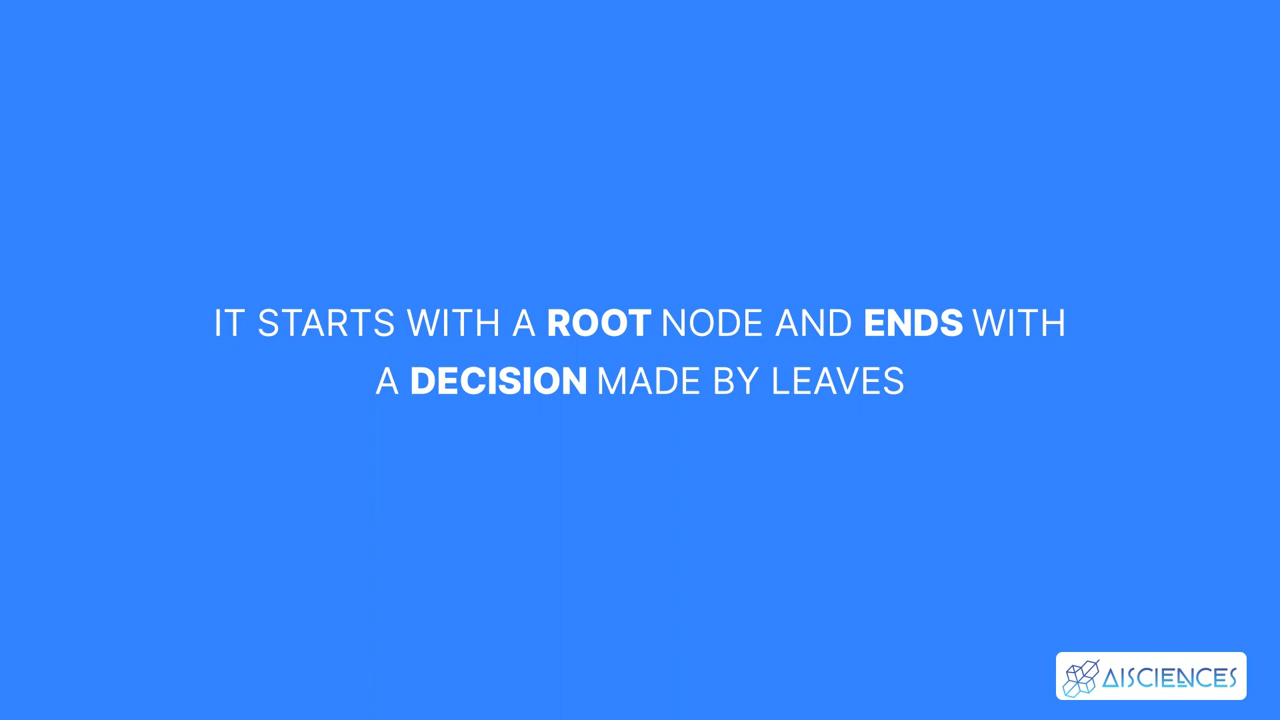 IT STARTS WITH A ROOT NODE AND ENDS WITH
A DECISION MADE BY LEAVES
AISCIENCES